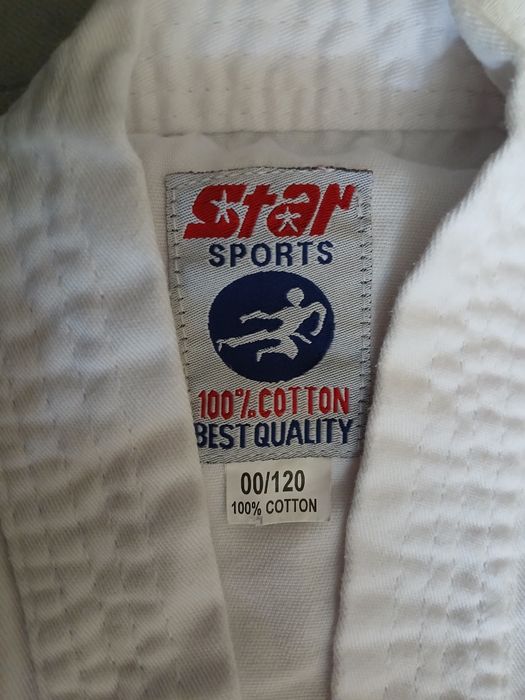 Star
SPORTS
100% COTTON
BEST QUALITY
00/120
100% COTTON